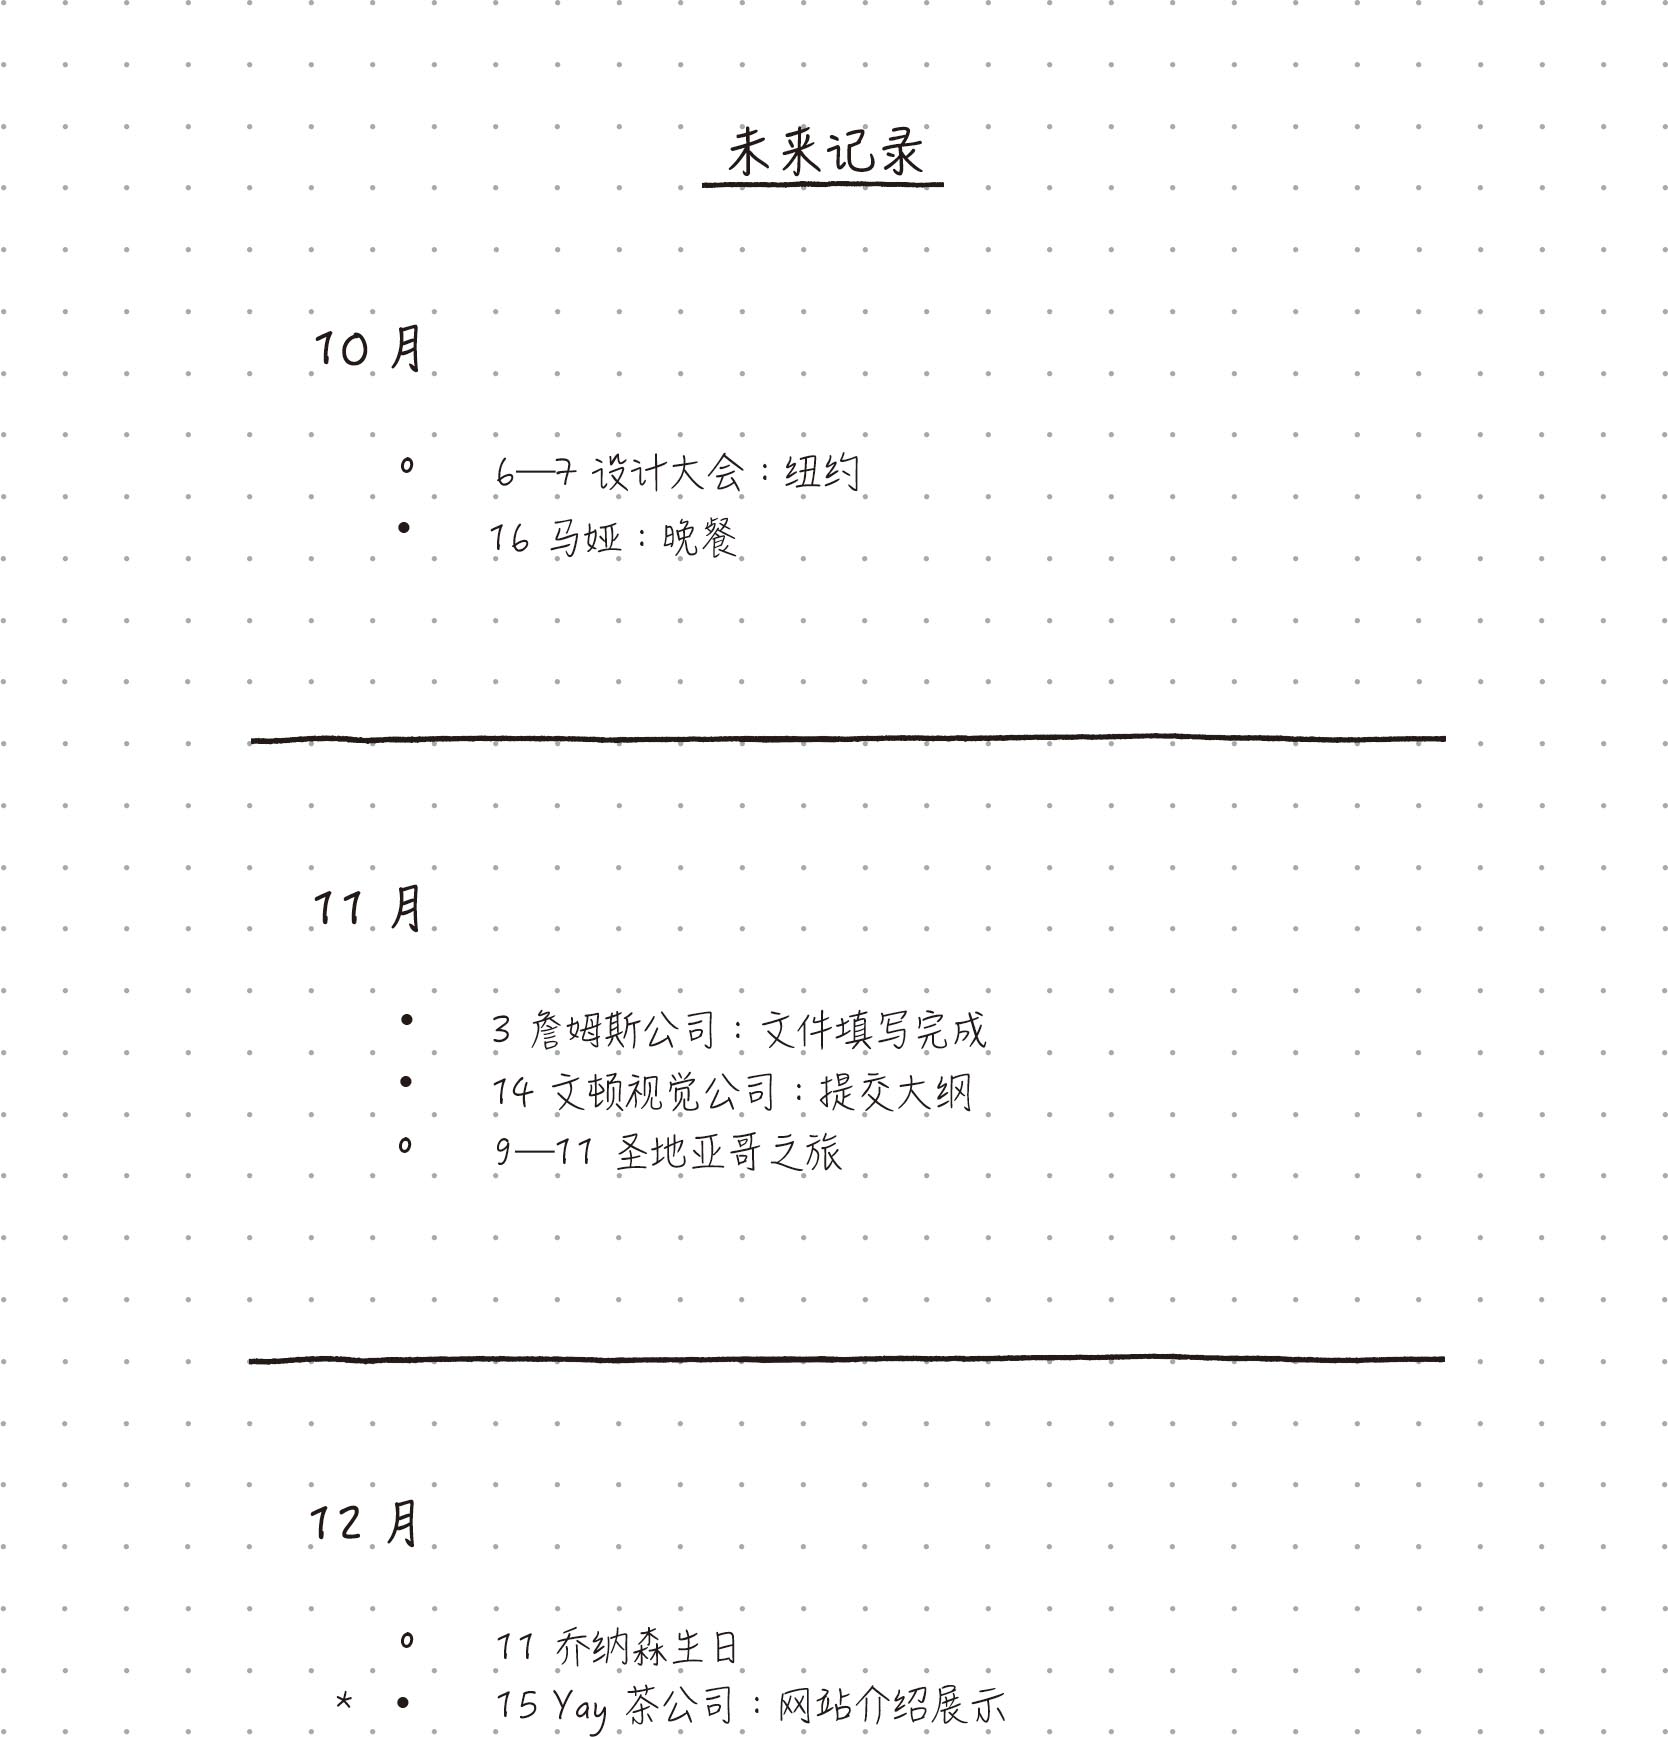 未来记录
10 月
6—7 设计大会：纽约
• 16 马娅：晚餐
11 月
• 3 詹姆斯公司：文件填写完成
• 14 文顿视觉公司：提交大纲
9—11 圣地亚哥之旅
12 月
11 乔纳森生日
* • 15 Yay 茶公司：网站介绍展示